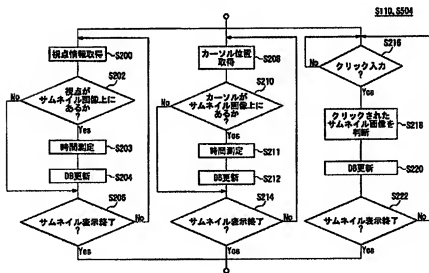 S110, S504
視点情報取得
S200
視点が
サムネイル画像上に
あるか
?
S202
No
Yes
時間測定
S203
DB更新
S204
サムネイル表示終了
?
S206
No
Yes
カーソル位置
取得
S208
カーソルが
サムネイル画像上に
あるか
?
S210
No
Yes
時間測定
S211
DB更新
S212
サムネイル表示終了
?
S214
No
Yes
クリック入力
?
S216
No
Yes
クリックされた
サムネイル画像を
判断
S218
DB更新
S220
サムネイル表示終了
?
S222
No
Yes